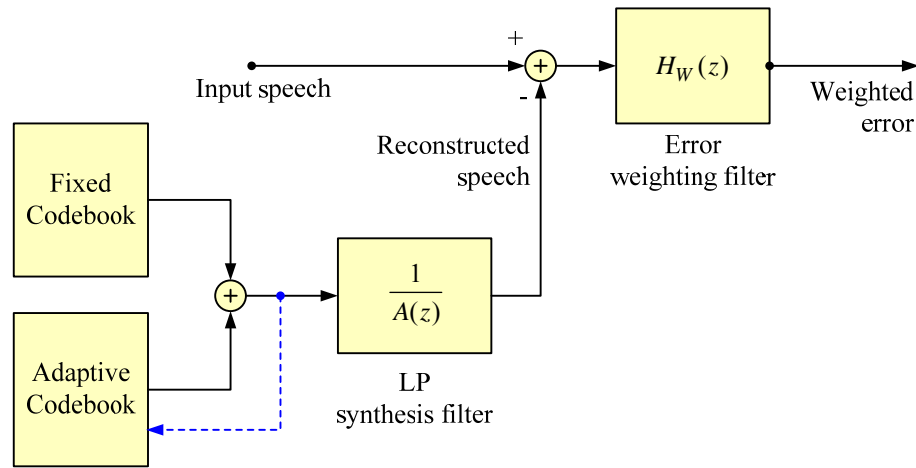 +
Input speech
+
-
H_W(z)
Weighted
error
Error
weighting filter
Reconstructed
speech
Fixed
Codebook
+
1
A(z)
LP
synthesis filter
Adaptive
Codebook